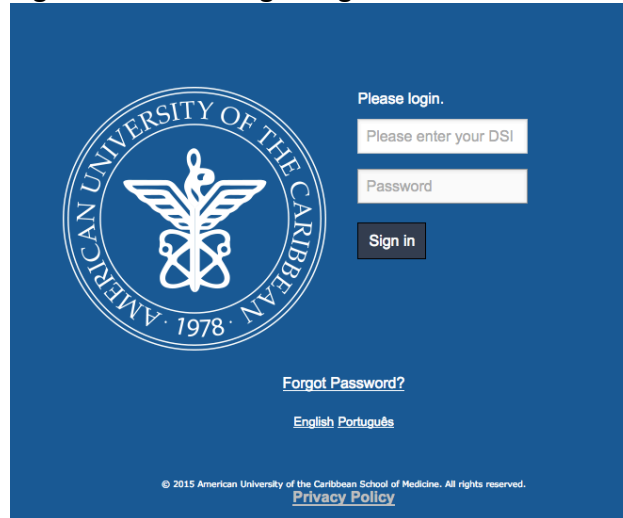 AMERICAN UNIVERSITY OF THE CARIBBEAN · 1978 ·
Please login.
Please enter your DSI
Password
Sign in
Forgot Password?
English Português
© 2015 American University of the Caribbean School of Medicine. All rights reserved.
Privacy Policy